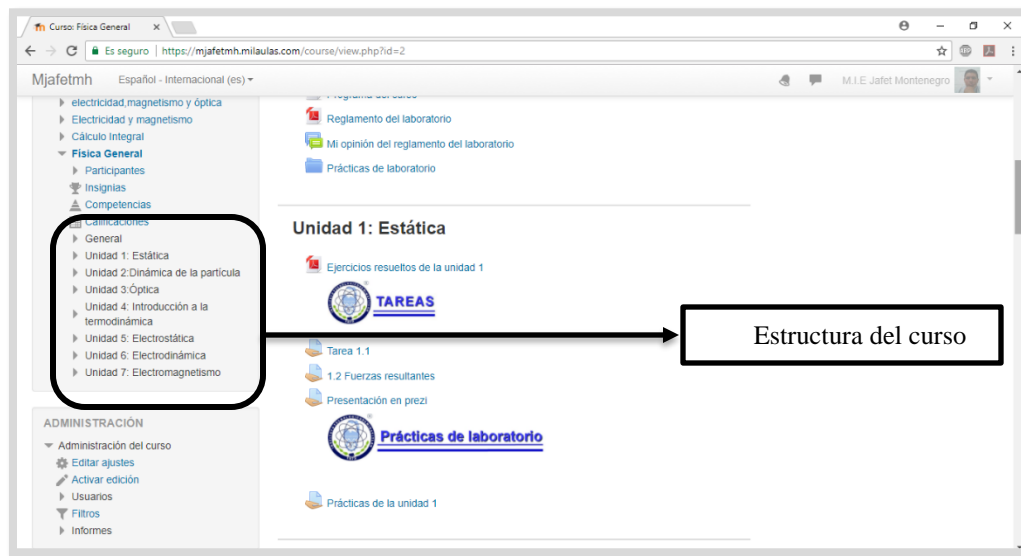 Curso: Física General
Es seguro | https://mjafetmh.milaulas.com/course/view.php?id=2
Mjafetmh Español - Internacional (es)
M.I.E Jafet Montenegro
electricidad,magnetismo y óptica
Electricidad y magnetismo
Cálculo Integral
Física General
Participantes
Insignias
Competencias
Calificaciones
General
Unidad 1: Estática
Unidad 2:Dinámica de la partícula
Unidad 3:Óptica
Unidad 4: Introducción a la
termodinámica
Unidad 5: Electrostática
Unidad 6: Electrodinámica
Unidad 7: Electromagnetismo
ADMINISTRACIÓN
Administración del curso
Editar ajustes
Activar edición
Usuarios
Filtros
Informes
Programa del curso
Reglamento del laboratorio
Mi opinión del reglamento del laboratorio
Prácticas de laboratorio
Unidad 1: Estática
Ejercicios resueltos de la unidad 1
TAREAS
Tarea 1.1
1.2 Fuerzas resultantes
Presentación en prezi
Prácticas de laboratorio
Prácticas de la unidad 1
Estructura del curso